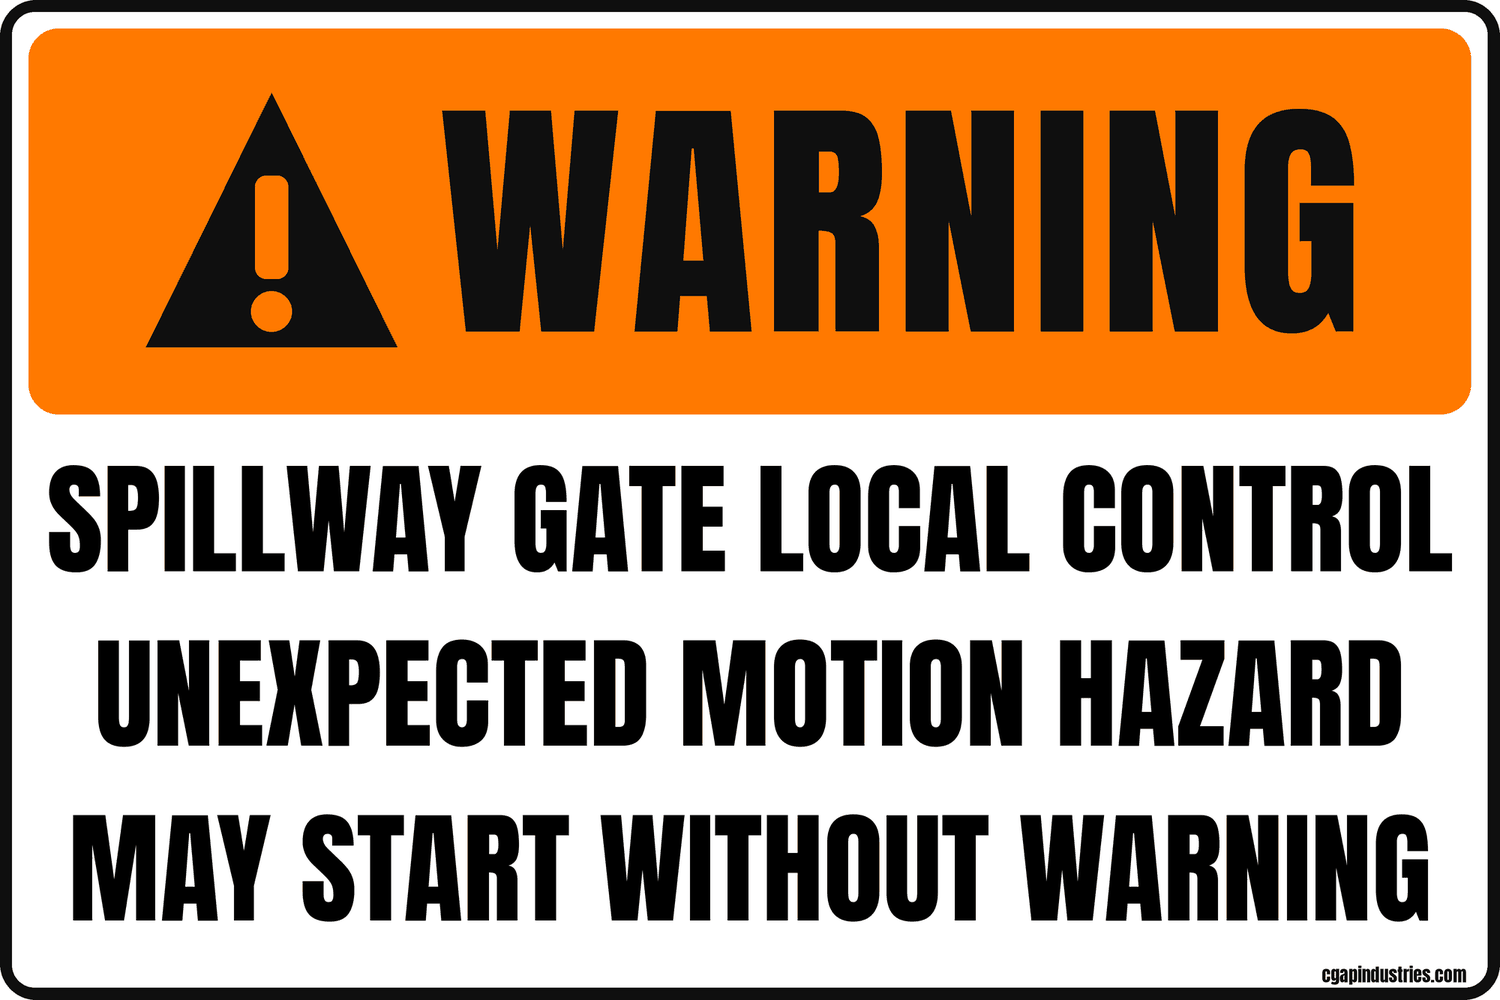 WARNING
SPILLWAY GATE LOCAL CONTROL
UNEXPECTED MOTION HAZARD
MAY START WITHOUT WARNING
cgapindustries.com